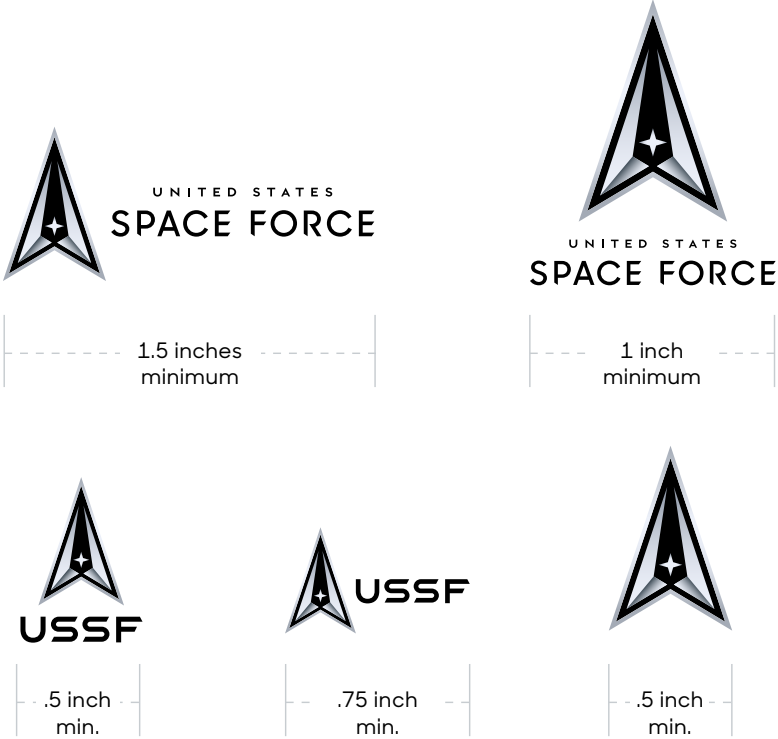 UNITED STATES
SPACE FORCE
UNITED STATES
SPACE FORCE
1.5 inches
minimum
1 inch
minimum
USSF
USSF
.5 inch
min.
.75 inch
min.
.5 inch
min.